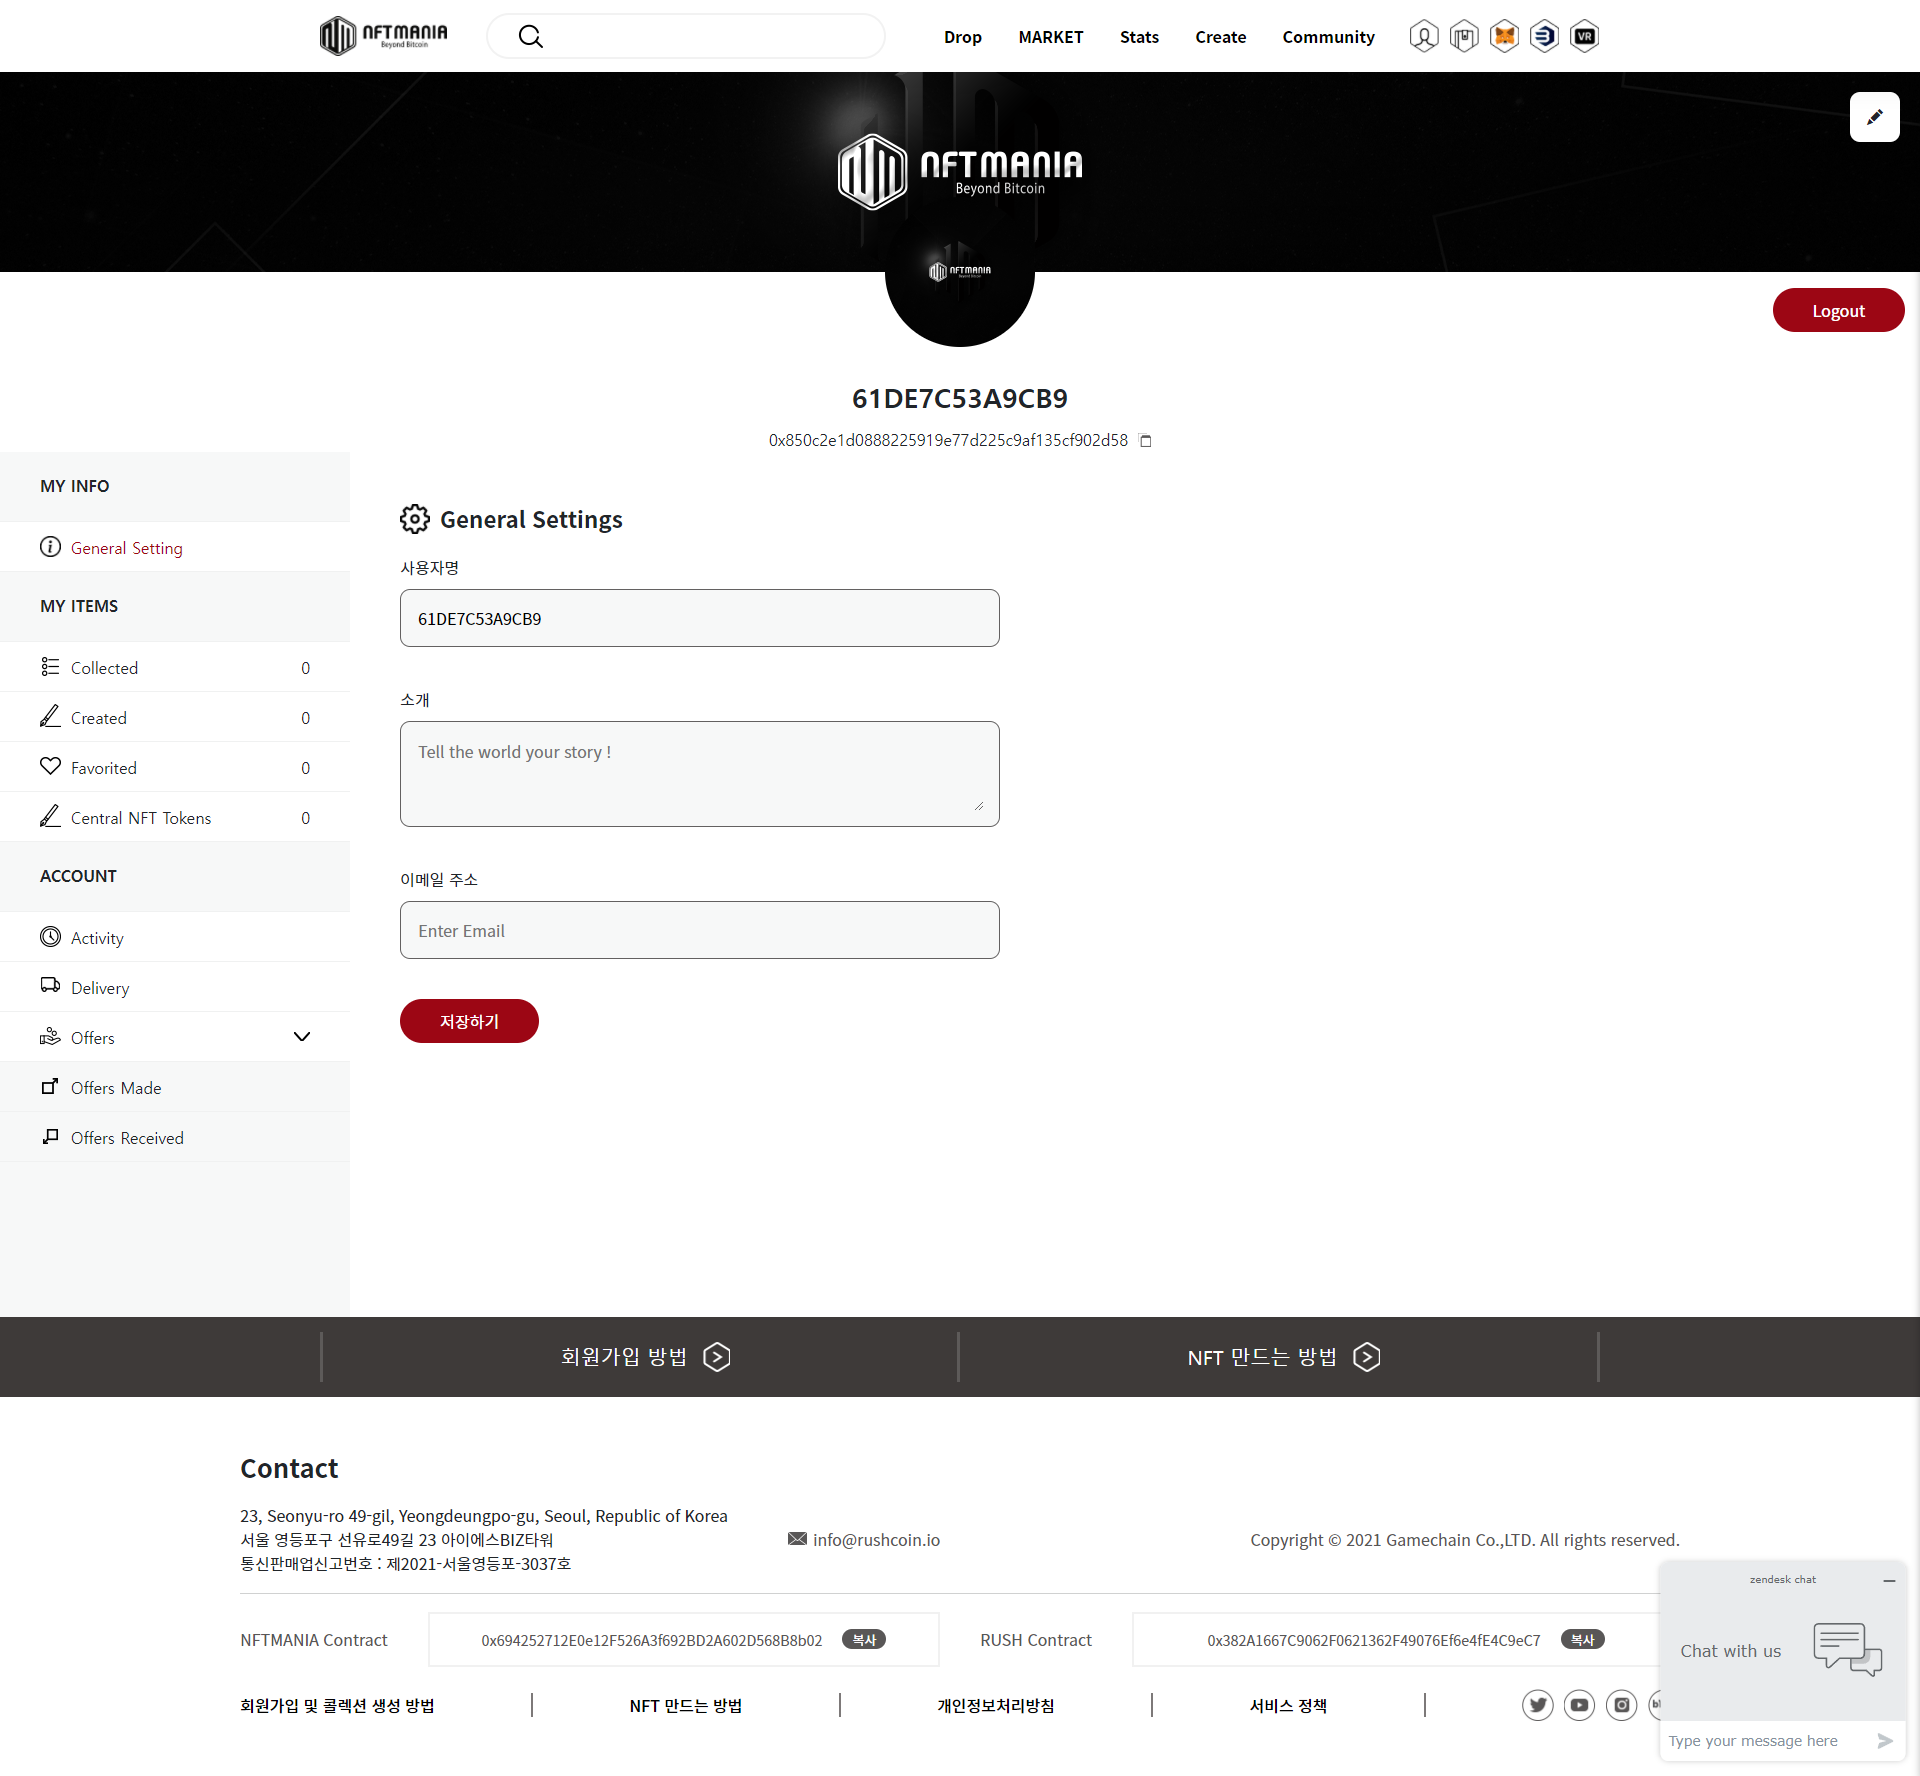 NFTMANIA
Beyond Bitcoin
Drop
MARKET
Stats
Create
Community
VR
NFTMANIA
Beyond Bitcoin
NFTMANIA
Logout
61DE7C53A9CB9
0x850c2e1d0888225919e77d225c9af135cf902d58
MY INFO
General Setting
MY ITEMS
Collected 0
Created 0
Favorited 0
Central NFT Tokens 0
ACCOUNT
Activity
Delivery
Offers
Offers Made
Offers Received
General Settings
사용자명
61DE7C53A9CB9
소개
Tell the world your story !
이메일 주소
Enter Email
저장하기
회원가입 방법
NFT 만드는 방법
Contact
23, Seonyu-ro 49-gil, Yeongdeungpo-gu, Seoul, Republic of Korea
서울 영등포구 선유로49길 23 아이에스BIZ타워
통신판매업신고번호 : 제2021-서울영등포-3037호
info@rushcoin.io
Copyright © 2021 Gamechain Co.,LTD. All rights reserved.
NFTMANIA Contract
0x694252712E0e12F526A3f692BD2A602D568B8b02 복사
RUSH Contract
0x382A1667C9062F0621362F49076Ef6e4fE4C9eC7 복사
회원가입 및 콜렉션 생성 방법
NFT 만드는 방법
개인정보처리방침
서비스 정책
zendesk chat
Chat with us
Type your message here